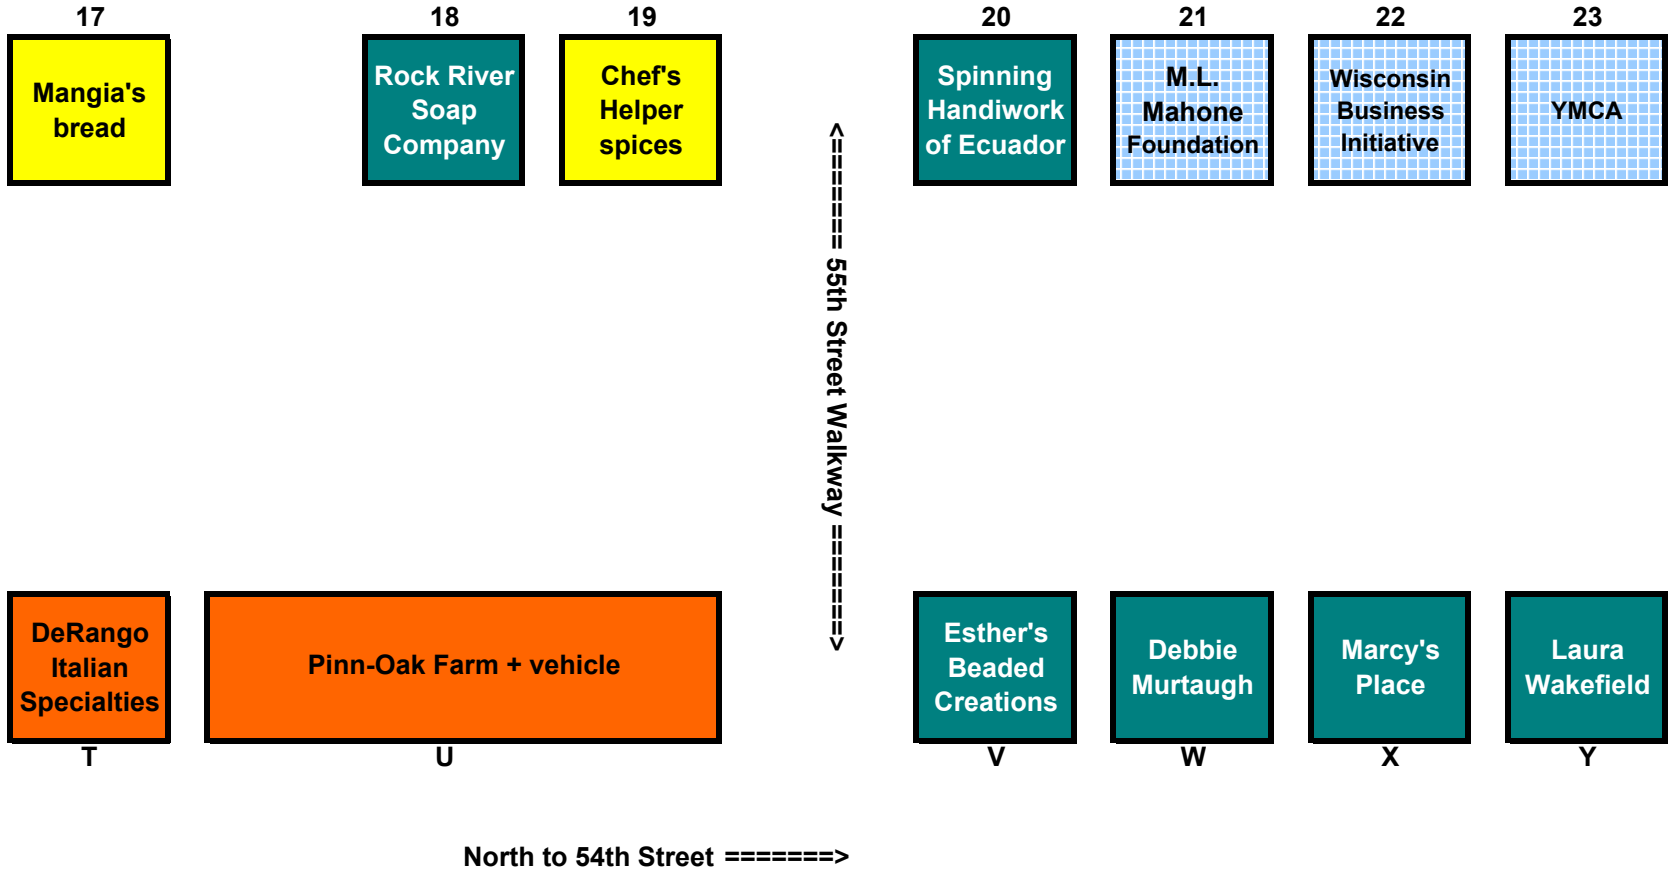 17
18
19
20
21
22
23
Mangia's
bread
Rock River
Soap
Company
Chef's
Helper
spices
Spinning
Handiwork
of Ecuador
M.L.
Mahone
Foundation
Wisconsin
Business
Initiative
YMCA
<======= 55th Street Walkway =======>
DeRango
Italian
Specialties
Pinn-Oak Farm + vehicle
Esther's
Beaded
Creations
Debbie
Murtaugh
Marcy's
Place
Laura
Wakefield
T
U
V
W
X
Y
North to 54th Street =======>